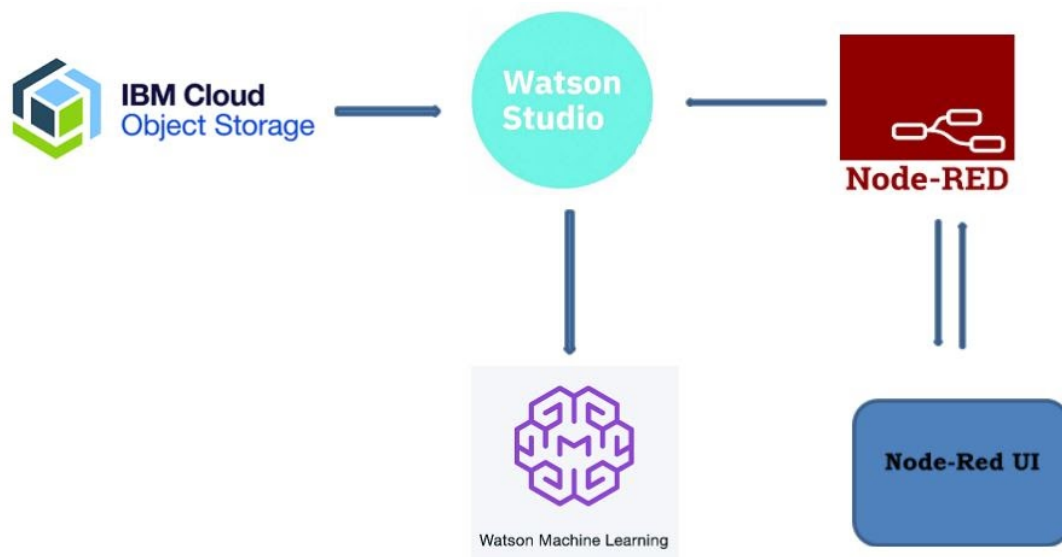 IBM Cloud
Object Storage
Watson
Studio
Node-RED
Watson Machine Learning
Node-Red UI